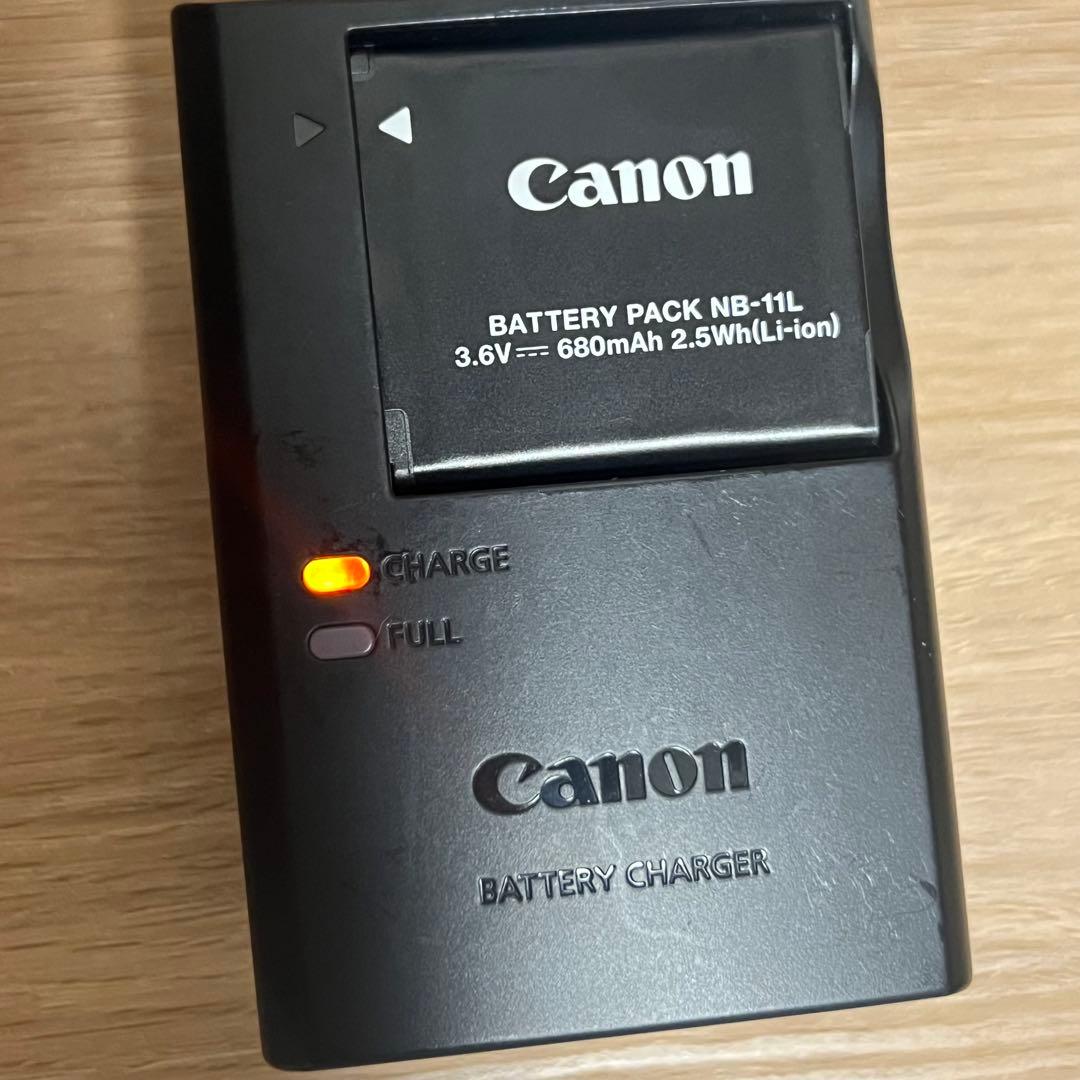 Canon
BATTERY PACK NB-11L
3.6V⎓ 680mAh 2.5Wh(Li-ion)
CHARGE
FULL
Canon
BATTERY CHARGER